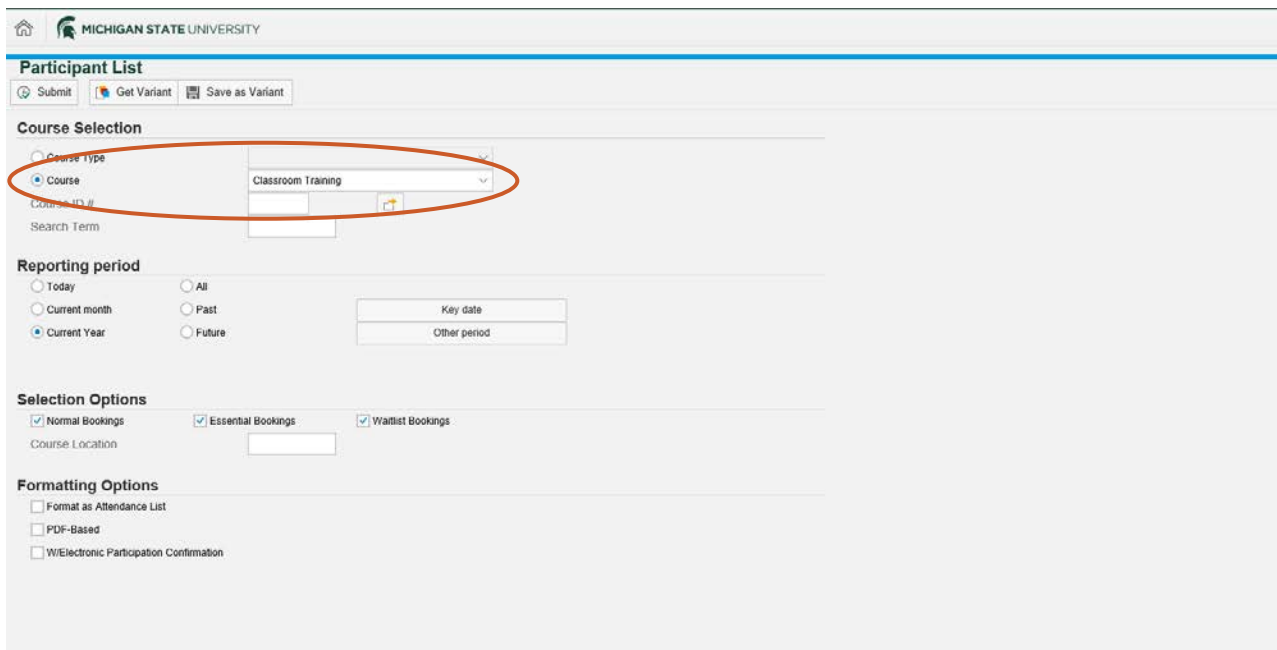 MICHIGAN STATE UNIVERSITY
Participant List
Submit Get Variant Save as Variant
Course Selection
Course Type
Course Classroom Training
Course ID #
Search Term
Reporting period
Today All
Current month Past Key date
Current Year Future Other period
Selection Options
Normal Bookings Essential Bookings Waitlist Bookings
Course Location
Formatting Options
Format as Attendance List
PDF-Based
W/Electronic Participation Confirmation